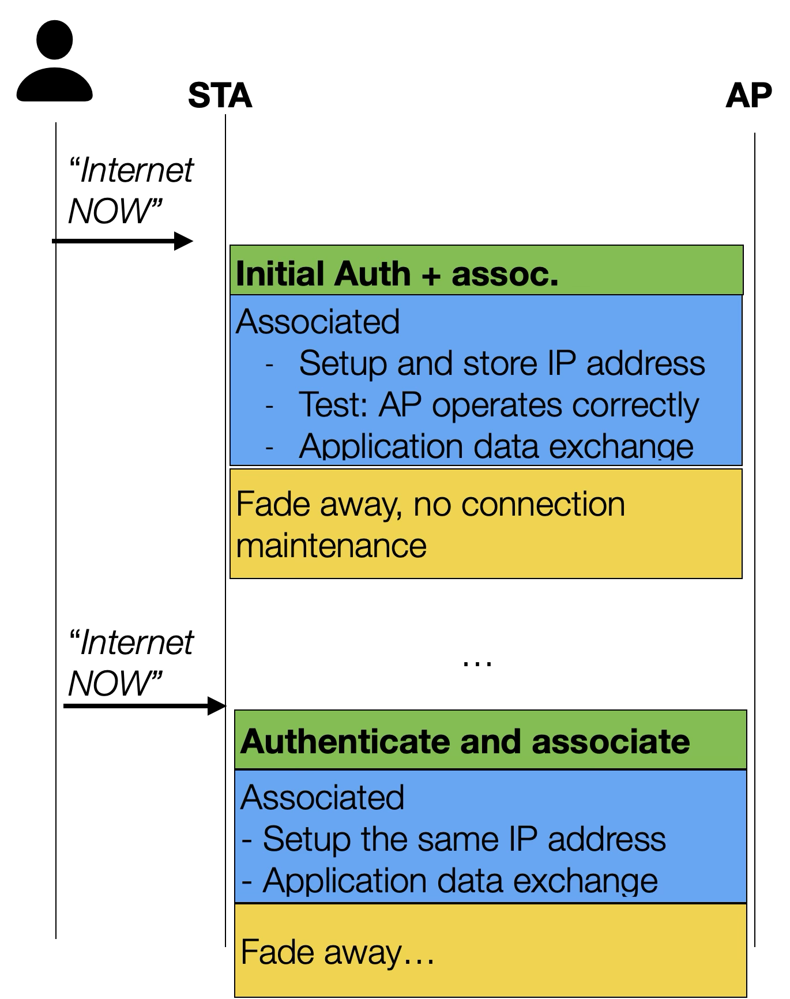 STA
AP
“Internet
NOW”
Initial Auth + assoc.
Associated
- Setup and store IP address
- Test: AP operates correctly
- Application data exchange
Fade away, no connection
maintenance
“Internet
NOW”
…
Authenticate and associate
Associated
- Setup the same IP address
- Application data exchange
Fade away…